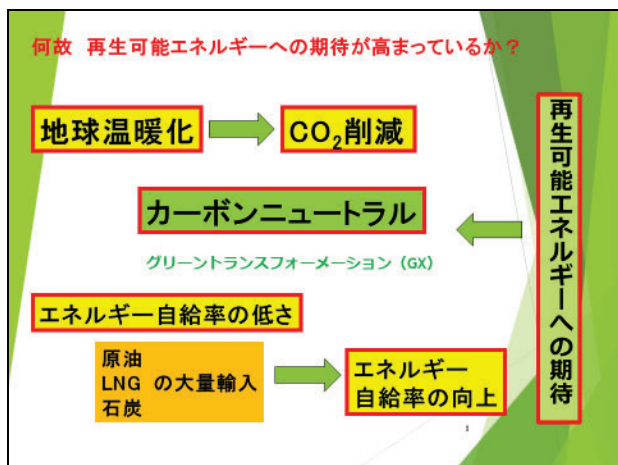 何故 再生可能エネルギーへの期待が高まっているか？
地球温暖化
CO₂削減
カーボンニュートラル
グリーントランスフォーメーション（GX）
エネルギー自給率の低さ
原油
LNG の大量輸入
石炭
エネルギー
自給率の向上
再生可能エネルギーへの期待